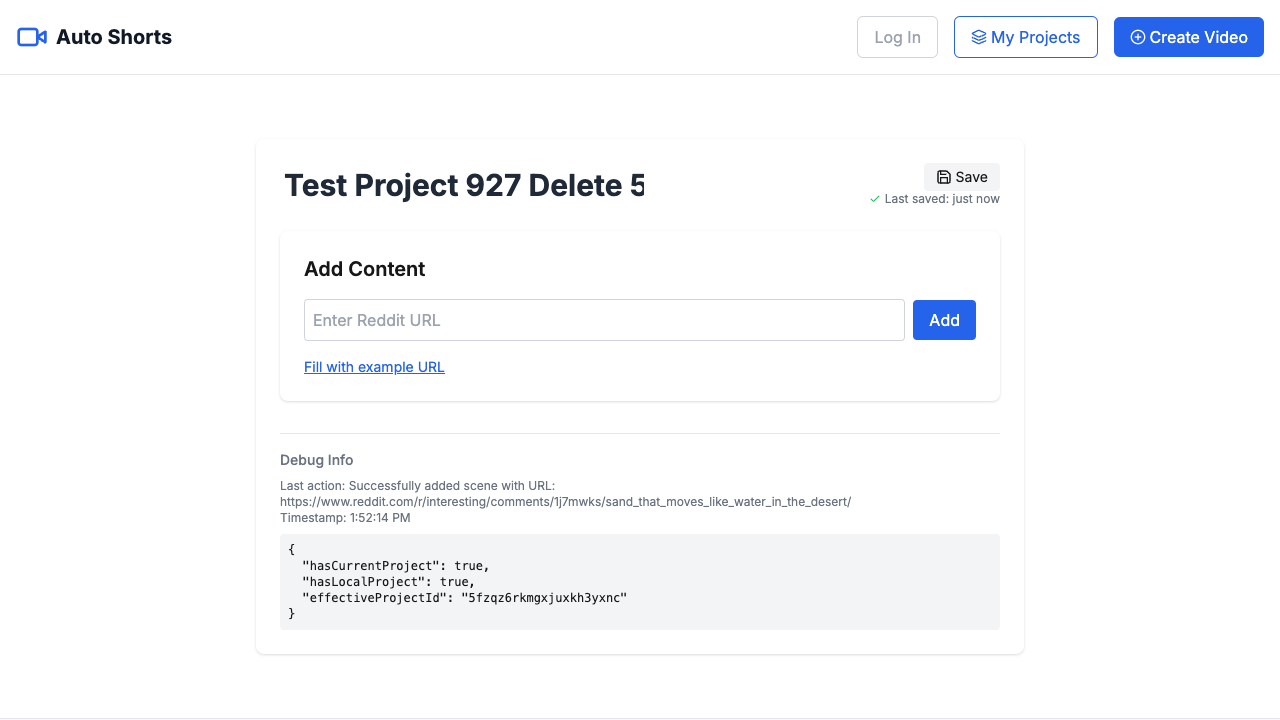 Auto Shorts
Log In
My Projects
Create Video
Test Project 927 Delete 5
Save
Last saved: just now
Add Content
Enter Reddit URL
Add
Fill with example URL
Debug Info
Last action: Successfully added scene with URL:
https://www.reddit.com/r/interesting/comments/1j7mwks/sand_that_moves_like_water_in_the_desert/
Timestamp: 1:52:14 PM
{
"hasCurrentProject": true,
"hasLocalProject": true,
"effectiveProjectId": "5fzqz6rkmgxjuxkh3yxnc"
}